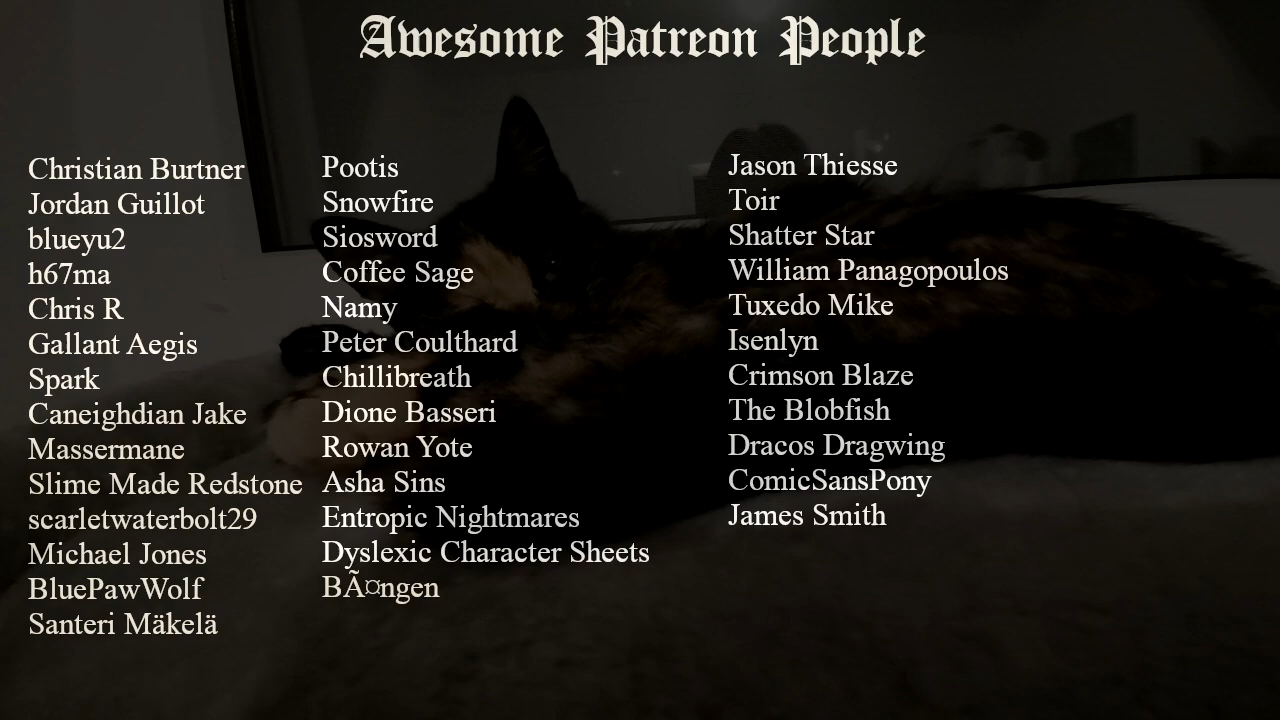 Awesome Patreon People
Christian Burtner
Jordan Guillot
blueyu2
h67ma
Chris R
Gallant Aegis
Spark
Caneighdian Jake
Massermane
Slime Made Redstone
scarletwaterbolt29
Michael Jones
BluePawWolf
Santeri Mäkelä
Pootis
Snowfire
Siosword
Coffee Sage
Namy
Peter Coulthard
Chillibreath
Dione Basseri
Rowan Yote
Asha Sins
Entropic Nightmares
Dyslexic Character Sheets
BÃ¤ngen
Jason Thiesse
Toir
Shatter Star
William Panagopoulos
Tuxedo Mike
Isenlyn
Crimson Blaze
The Blobfish
Dracos Dragwing
ComicSansPony
James Smith